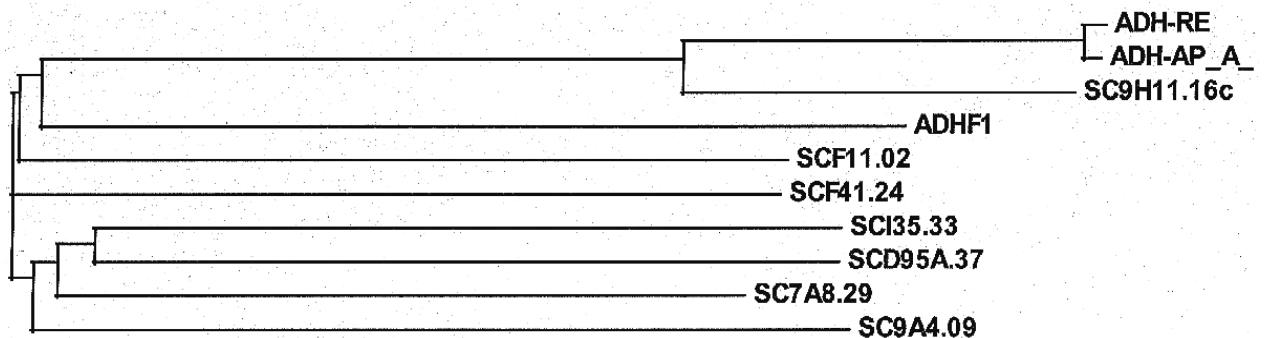 ADH-RE
ADH-AP_A_
SC9H11.16c
ADHF1
SCF11.02
SCF41.24
SCI35.33
SCD95A.37
SC7A8.29
SC9A4.09